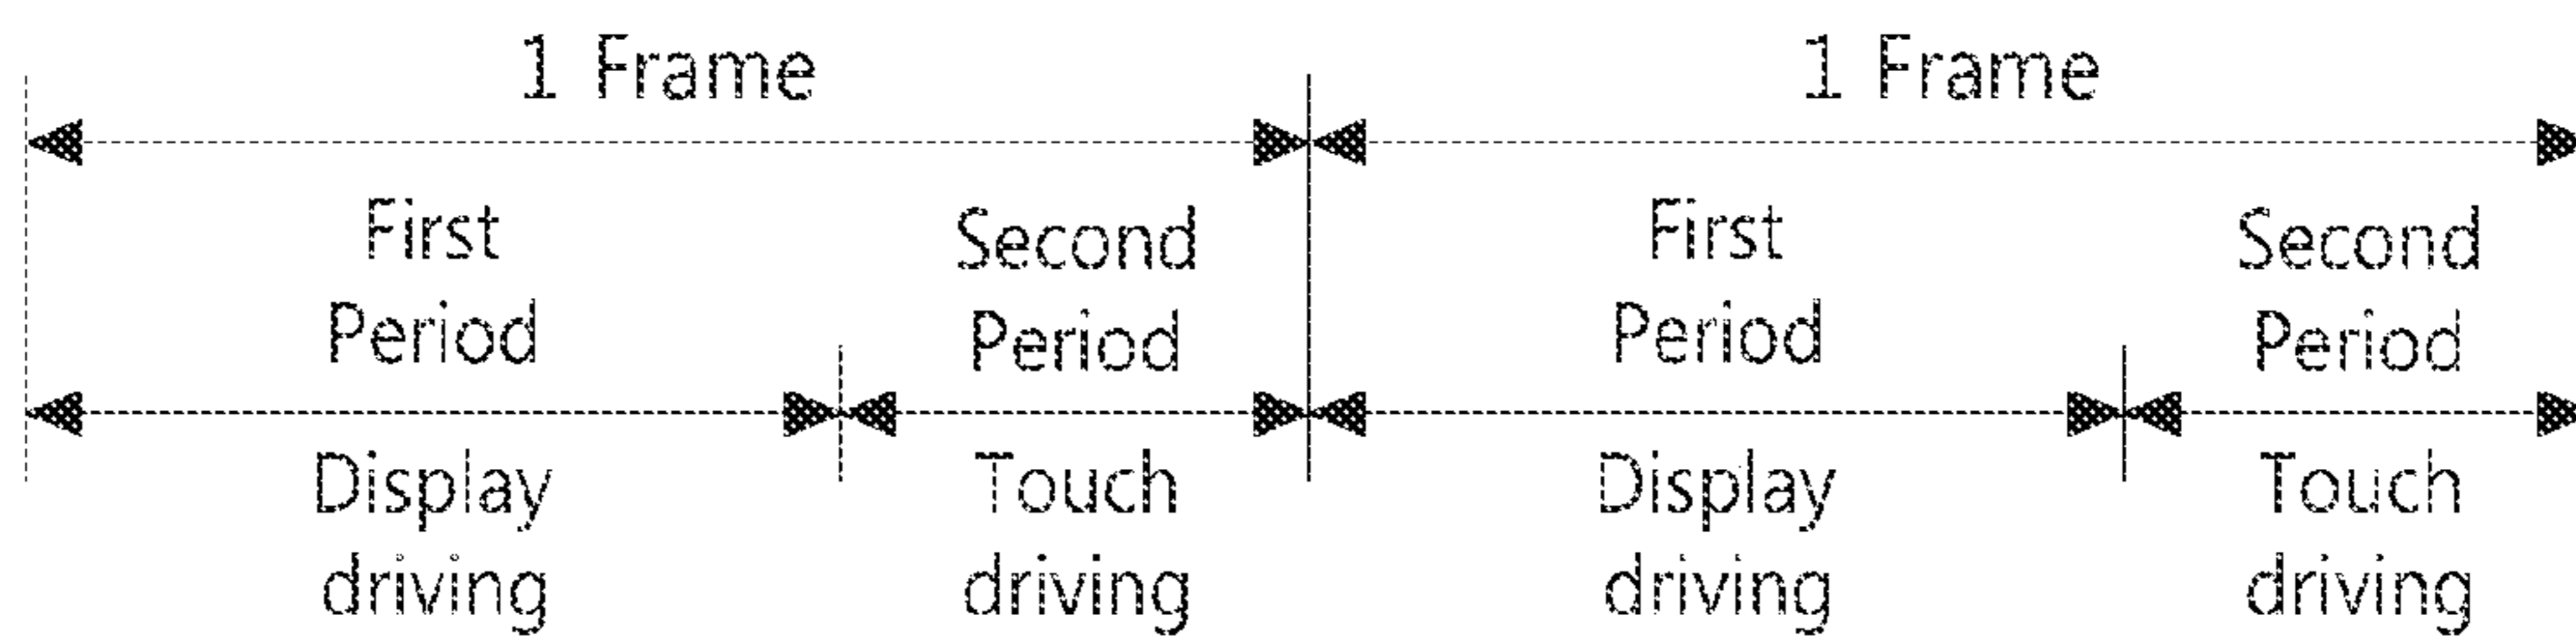 1 Frame
1 Frame
First
Period
Second
Period
First
Period
Second
Period
Display
driving
Touch
driving
Display
driving
Touch
driving